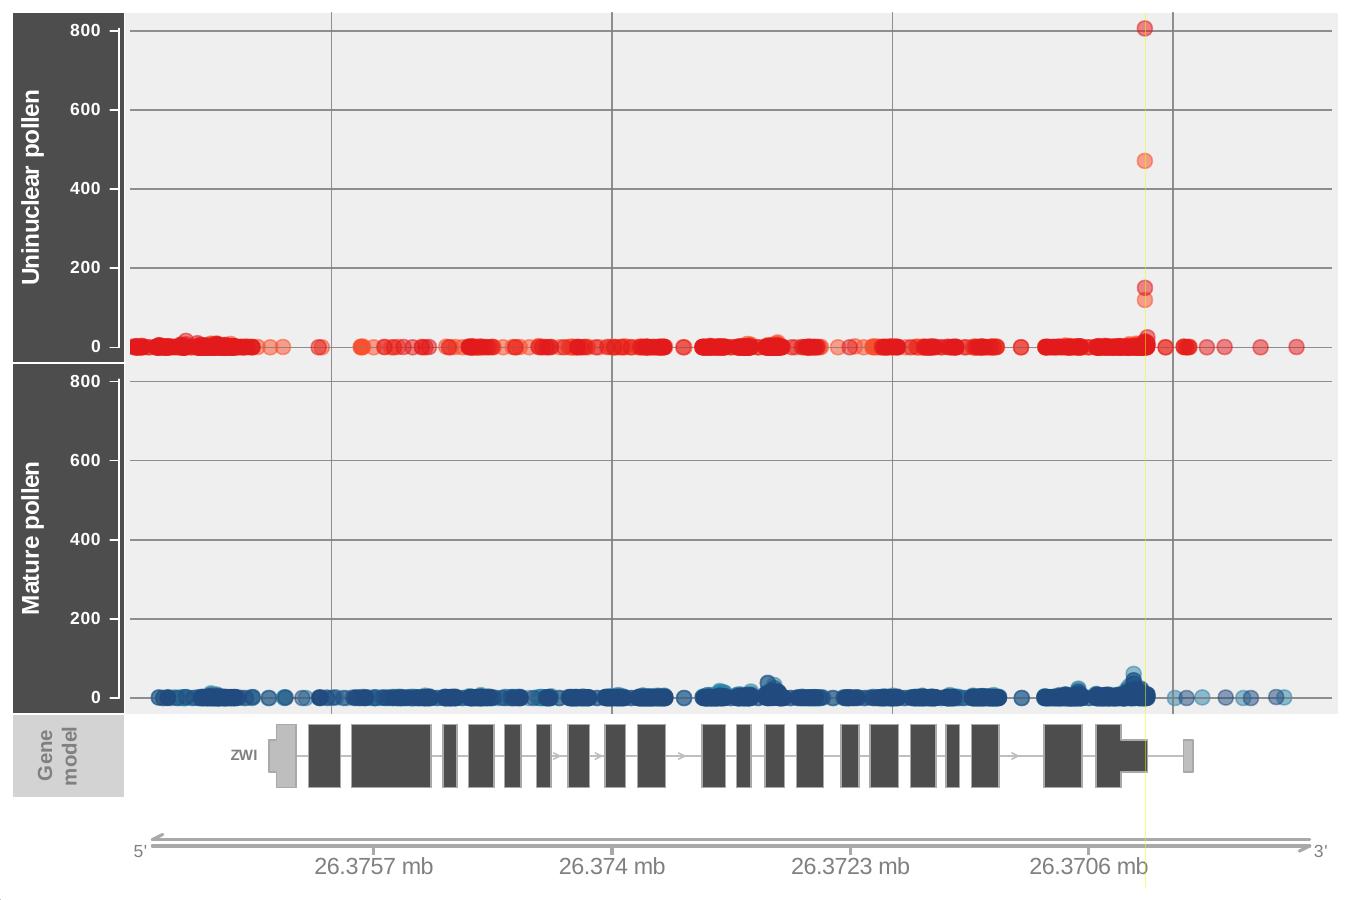 Uninuclear pollen
800
600
400
200
0
Mature pollen
800
600
400
200
0
Gene
model
ZWI
5'
3'
26.3757 mb
26.374 mb
26.3723 mb
26.3706 mb